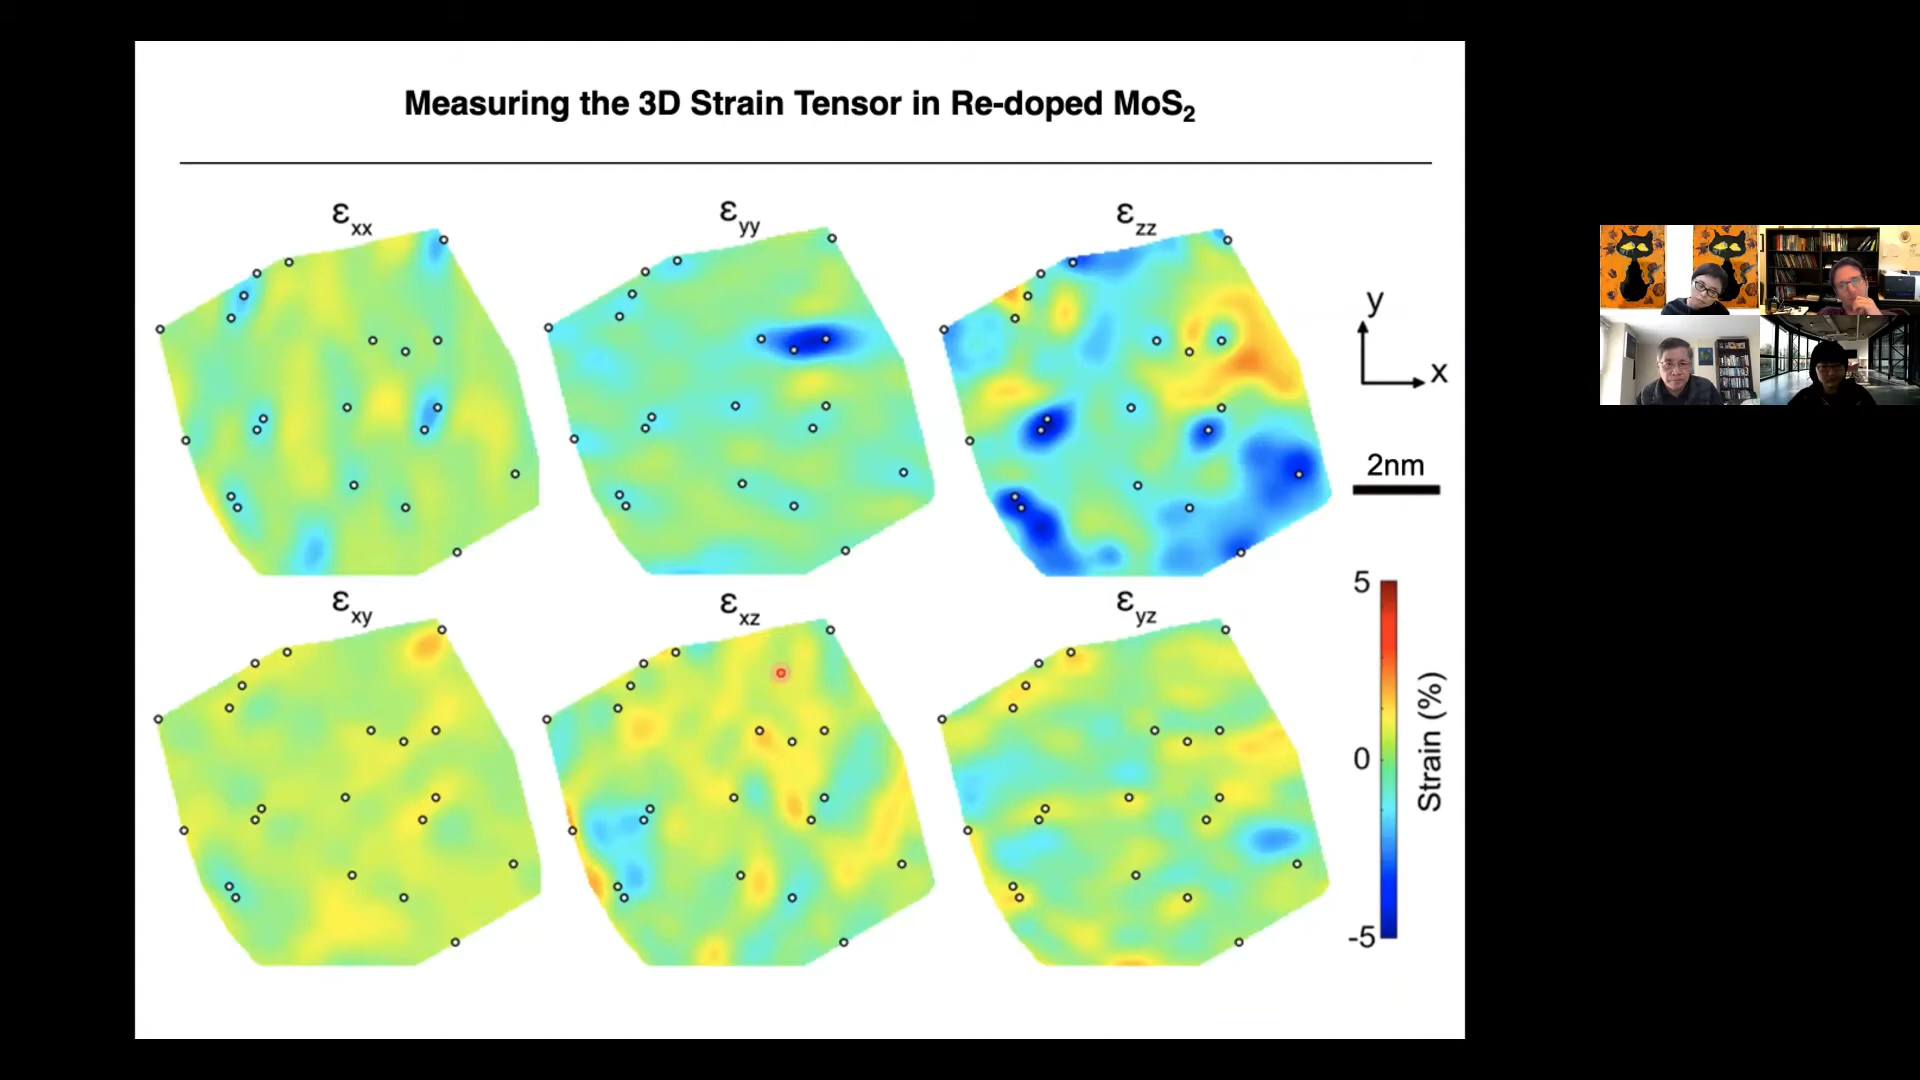 Measuring the 3D Strain Tensor in Re-doped MoS₂
εxx
εyy
εzz
y
x
2nm
εxy
εxz
εyz
5
0
-5
Strain (%)